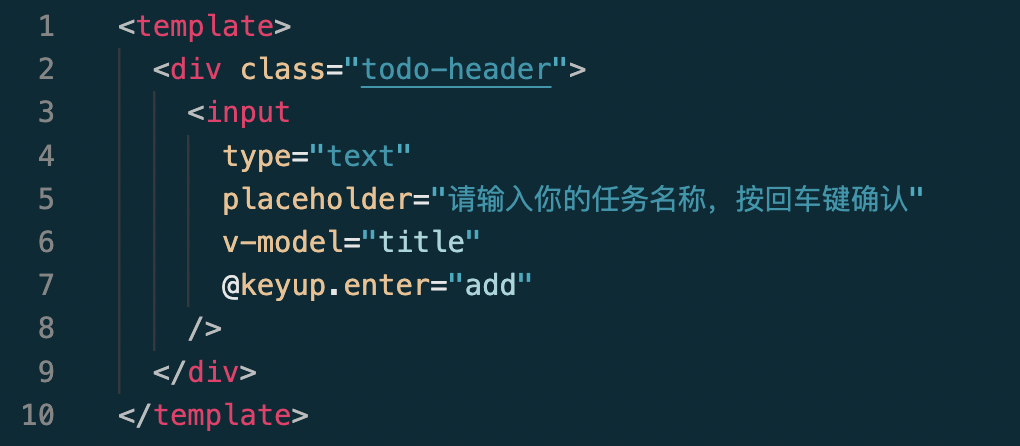 1 <template>
2 <div class="todo-header">
3 <input
4 type="text"
5 placeholder="请输入你的任务名称，按回车键确认"
6 v-model="title"
7 @keyup.enter="add"
8 />
9 </div>
10 </template>